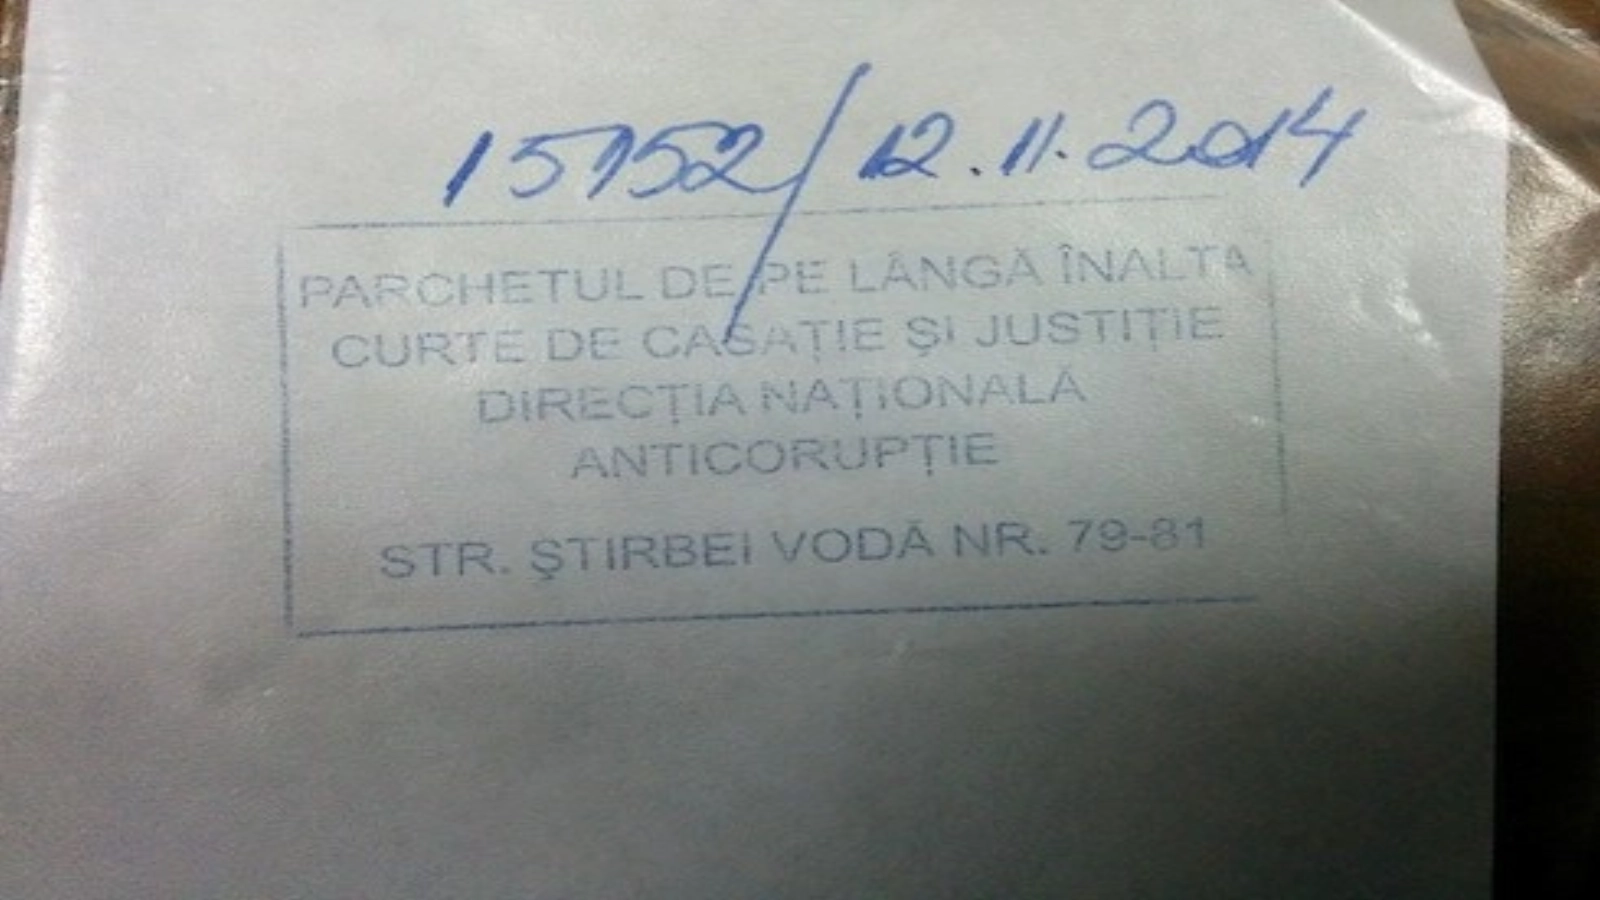 15752/12.11.2014
PARCHETUL DE PE LÂNGĂ ÎNALTA
CURTE DE CASAȚIE ȘI JUSTIȚIE
DIRECȚIA NAȚIONALĂ
ANTICORUPȚIE
STR. ȘTIRBEI VODĂ NR. 79-81